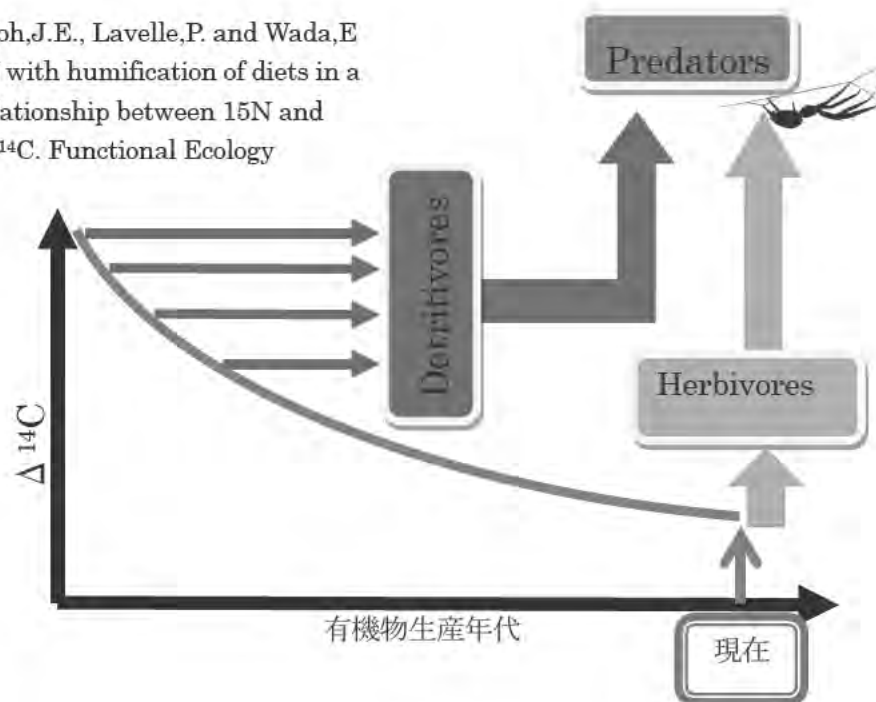 oh,J.E., Lavelle,P. and Wada,E
with humification of diets in a
ationship between 15N and
¹⁴C. Functional Ecology
Predators
Detritivores
Herbivores
Δ ¹⁴C
有機物生産年代
現在